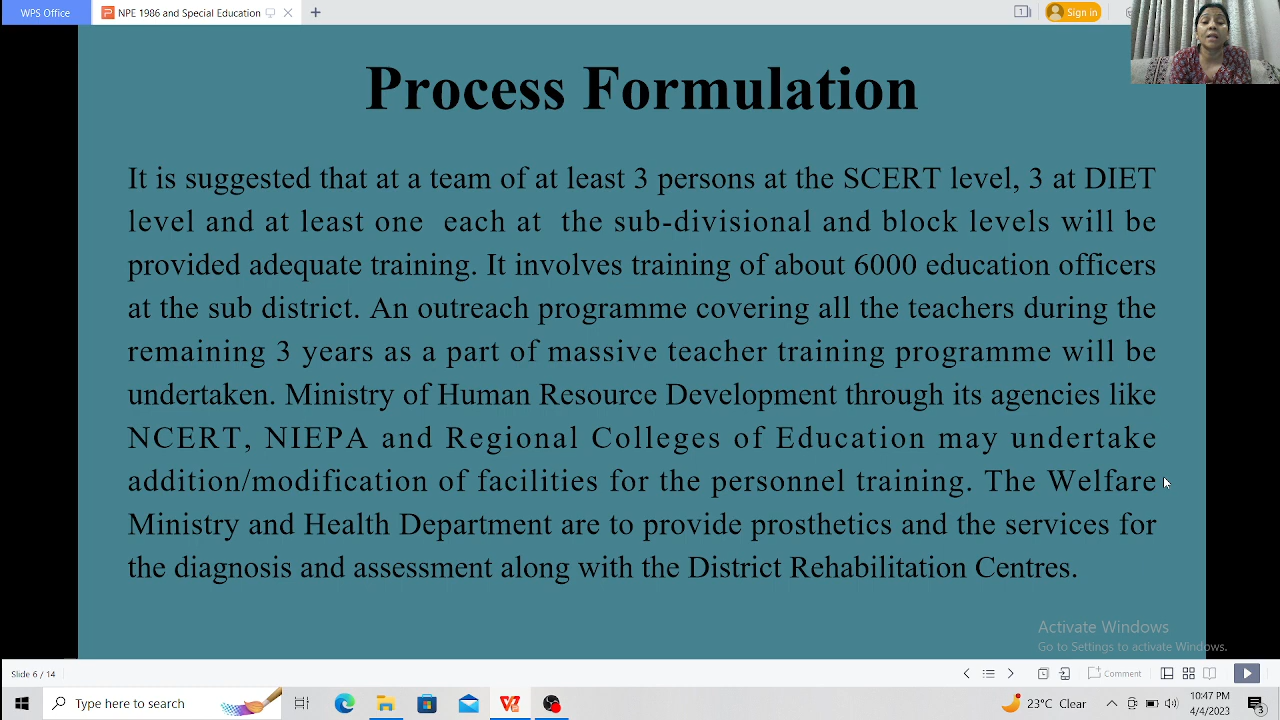 WPS Office
NPE 1986 and Special Education
Sign in
Process Formulation
It is suggested that at a team of at least 3 persons at the SCERT level, 3 at DIET
level and at least one each at the sub-divisional and block levels will be
provided adequate training. It involves training of about 6000 education officers
at the sub district. An outreach programme covering all the teachers during the
remaining 3 years as a part of massive teacher training programme will be
undertaken. Ministry of Human Resource Development through its agencies like
NCERT, NIEPA and Regional Colleges of Education may undertake
addition/modification of facilities for the personnel training. The Welfare
Ministry and Health Department are to provide prosthetics and the services for
the diagnosis and assessment along with the District Rehabilitation Centres.
Activate Windows
Go to Settings to activate Windows.
Slide 6 / 14
Comment
Type here to search
23°C Clear
10:47 PM
4/4/2023
3